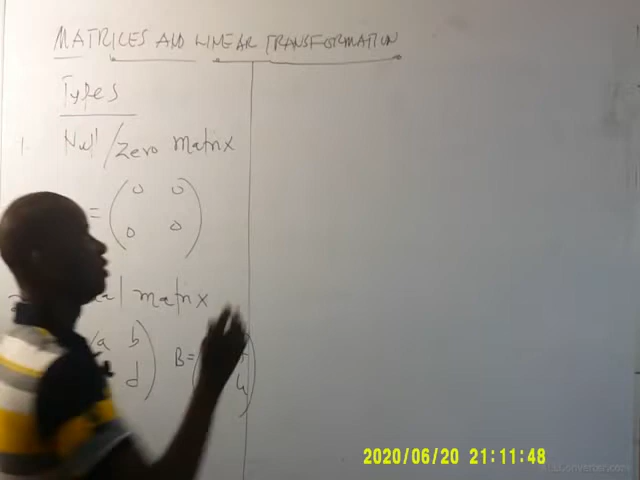 MATRICES AND LINEAR TRANSFORMATION
Types
1. Null/Zero matrix
= ( 0 0
0 0 )
matrix
a b
B = (
d )
2020/06/20 21:11:48